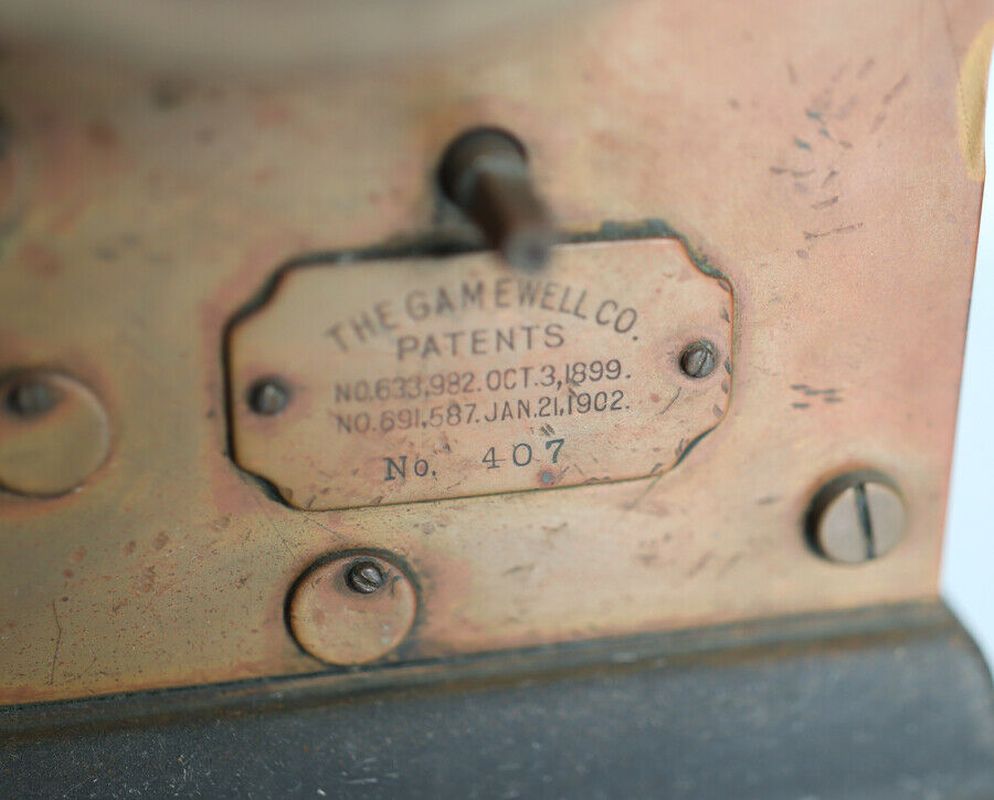 THE GAMEWELL CO.
PATENTS
NO.633,982.OCT.3,1899.
NO.691,587.JAN.21,1902.
No. 407